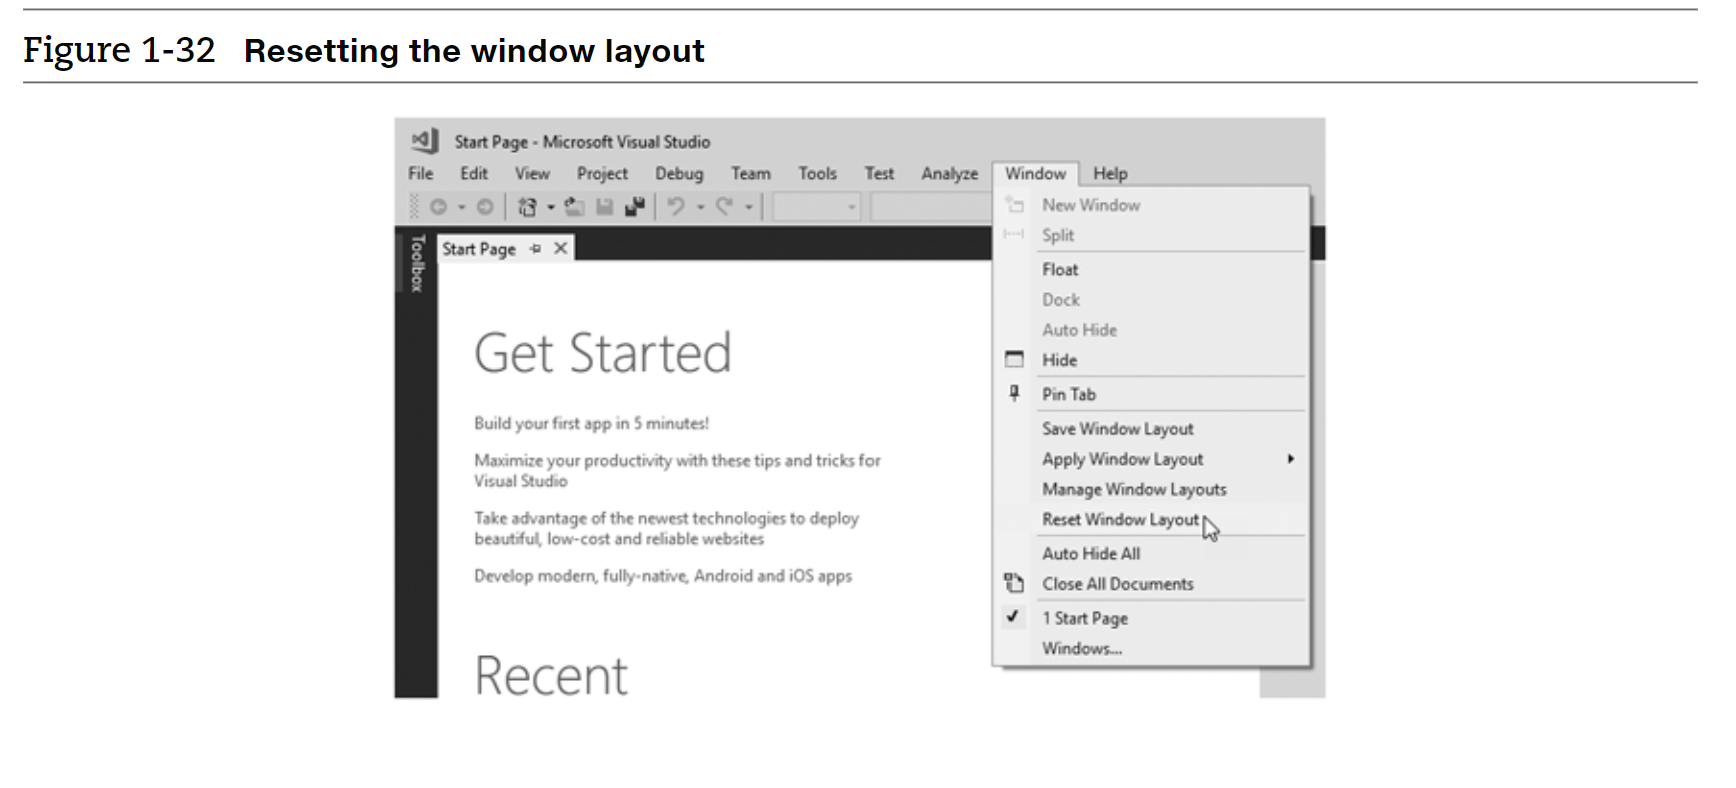 Figure 1-32 Resetting the window layout
Start Page - Microsoft Visual Studio
File Edit View Project Debug Team Tools Test Analyze Window Help
Toolbox
Start Page
Get Started
Build your first app in 5 minutes!
Maximize your productivity with these tips and tricks for
Visual Studio
Take advantage of the newest technologies to deploy
beautiful, low-cost and reliable websites
Develop modern, fully-native, Android and iOS apps
Recent
New Window
Split
Float
Dock
Auto Hide
Hide
Pin Tab
Save Window Layout
Apply Window Layout
Manage Window Layouts
Reset Window Layout
Auto Hide All
Close All Documents
1 Start Page
Windows...